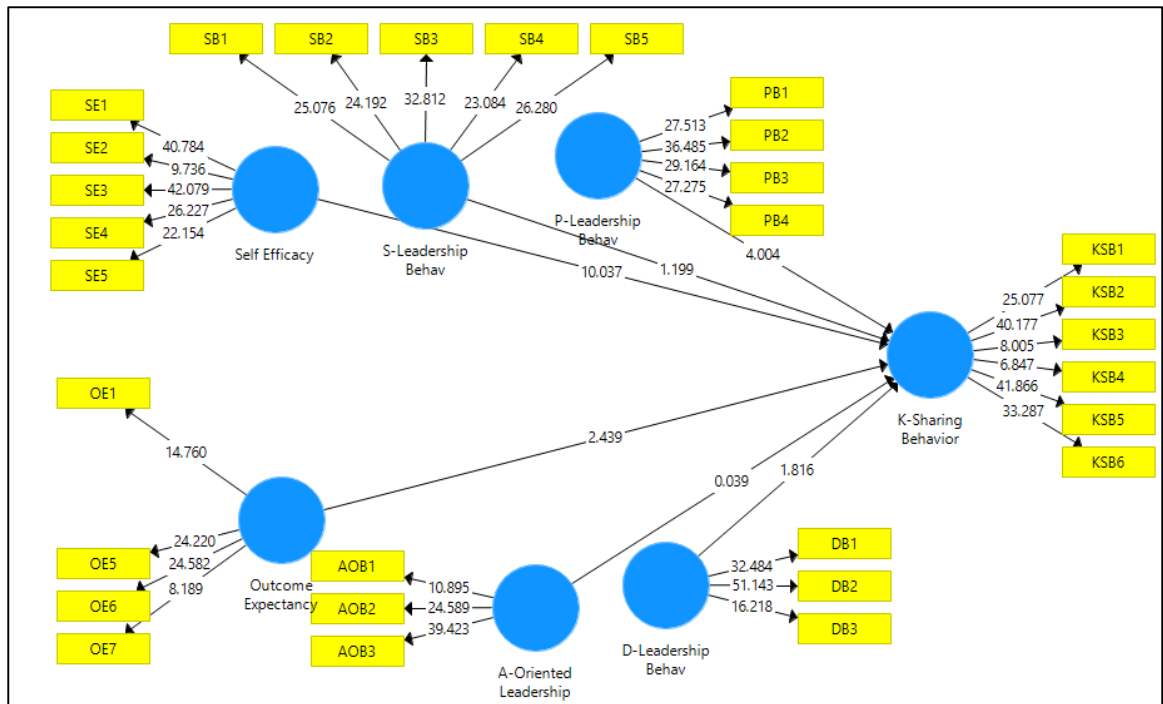 SB1
SB2
SB3
SB4
SB5
25.076
24.192
32.812
23.084
26.280
SE1
SE2
SE3
SE4
SE5
40.784
9.736
42.079
26.227
22.154
Self Efficacy
S-Leadership
Behav
PB1
PB2
PB3
PB4
27.513
36.485
29.164
27.275
P-Leadership
Behav
4.004
1.199
10.037
KSB1
KSB2
KSB3
KSB4
KSB5
KSB6
25.077
40.177
8.005
6.847
41.866
33.287
K-Sharing
Behavior
OE1
14.760
2.439
0.039
1.816
OE5
OE6
OE7
24.220
24.582
8.189
Outcome
Expectancy
AOB1
AOB2
AOB3
10.895
24.589
39.423
A-Oriented
Leadership
DB1
DB2
DB3
32.484
51.143
16.218
D-Leadership
Behav